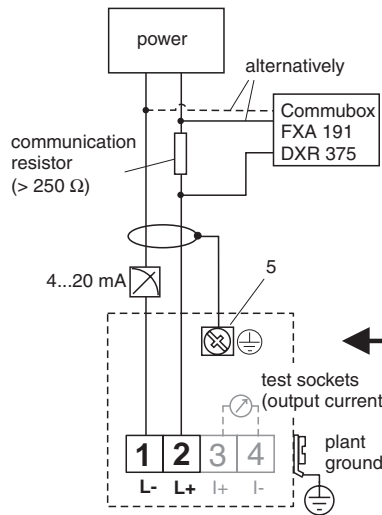 power
alternatively
Commubox
FXA 191
DXR 375
communication
resistor
(> 250 Ω)
4...20 mA
5
test sockets
(output current
plant
ground
1 2 3 4
L- L+ I+ I-